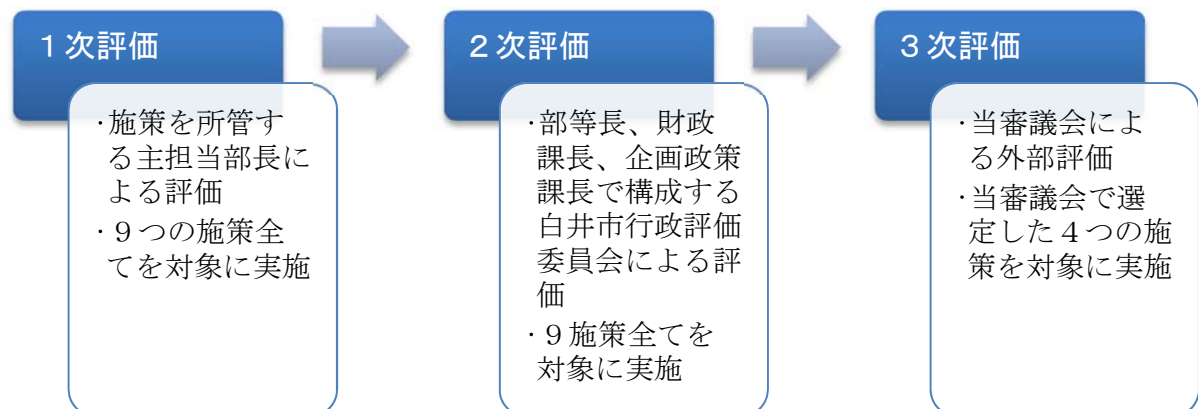 １次評価
・施策を所管す
る主担当部長に
よる評価
・９つの施策全
てを対象に実施
２次評価
・部等長、財政
課長、企画政策
課長で構成する
白井市行政評価
委員会による評
価
・９施策全てを
対象に実施
３次評価
・当審議会によ
る外部評価
・当審議会で選
定した４つの施
策を対象に実施